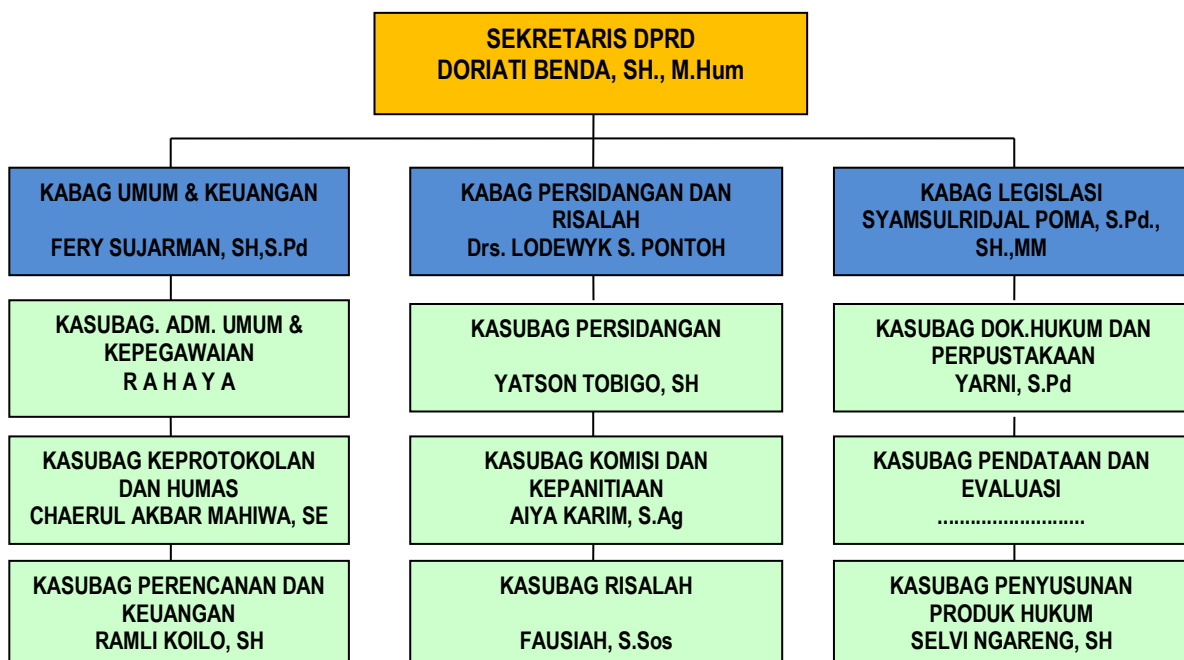 SEKRETARIS DPRD
DORIATI BENDA, SH., M.Hum
KABAG UMUM & KEUANGAN
FERY SUJARMAN, SH,S.Pd
KABAG PERSIDANGAN DAN
RISALAH
Drs. LODEWYK S. PONTOH
KABAG LEGISLASI
SYAMSULRIDJAL POMA, S.Pd.,
SH.,MM
KASUBAG. ADM. UMUM &
KEPEGAWAIAN
R A H A Y A
KASUBAG PERSIDANGAN
YATSON TOBIGO, SH
KASUBAG DOK.HUKUM DAN
PERPUSTAKAAN
YARNI, S.Pd
KASUBAG KEPROTOKOLAN
DAN HUMAS
CHAERUL AKBAR MAHIWA, SE
KASUBAG KOMISI DAN
KEPANITIAAN
AIYA KARIM, S.Ag
KASUBAG PENDATAAN DAN
EVALUASI
...........................
KASUBAG PERENCANAN DAN
KEUANGAN
RAMLI KOILO, SH
KASUBAG RISALAH
FAUSIAH, S.Sos
KASUBAG PENYUSUNAN
PRODUK HUKUM
SELVI NGARENG, SH